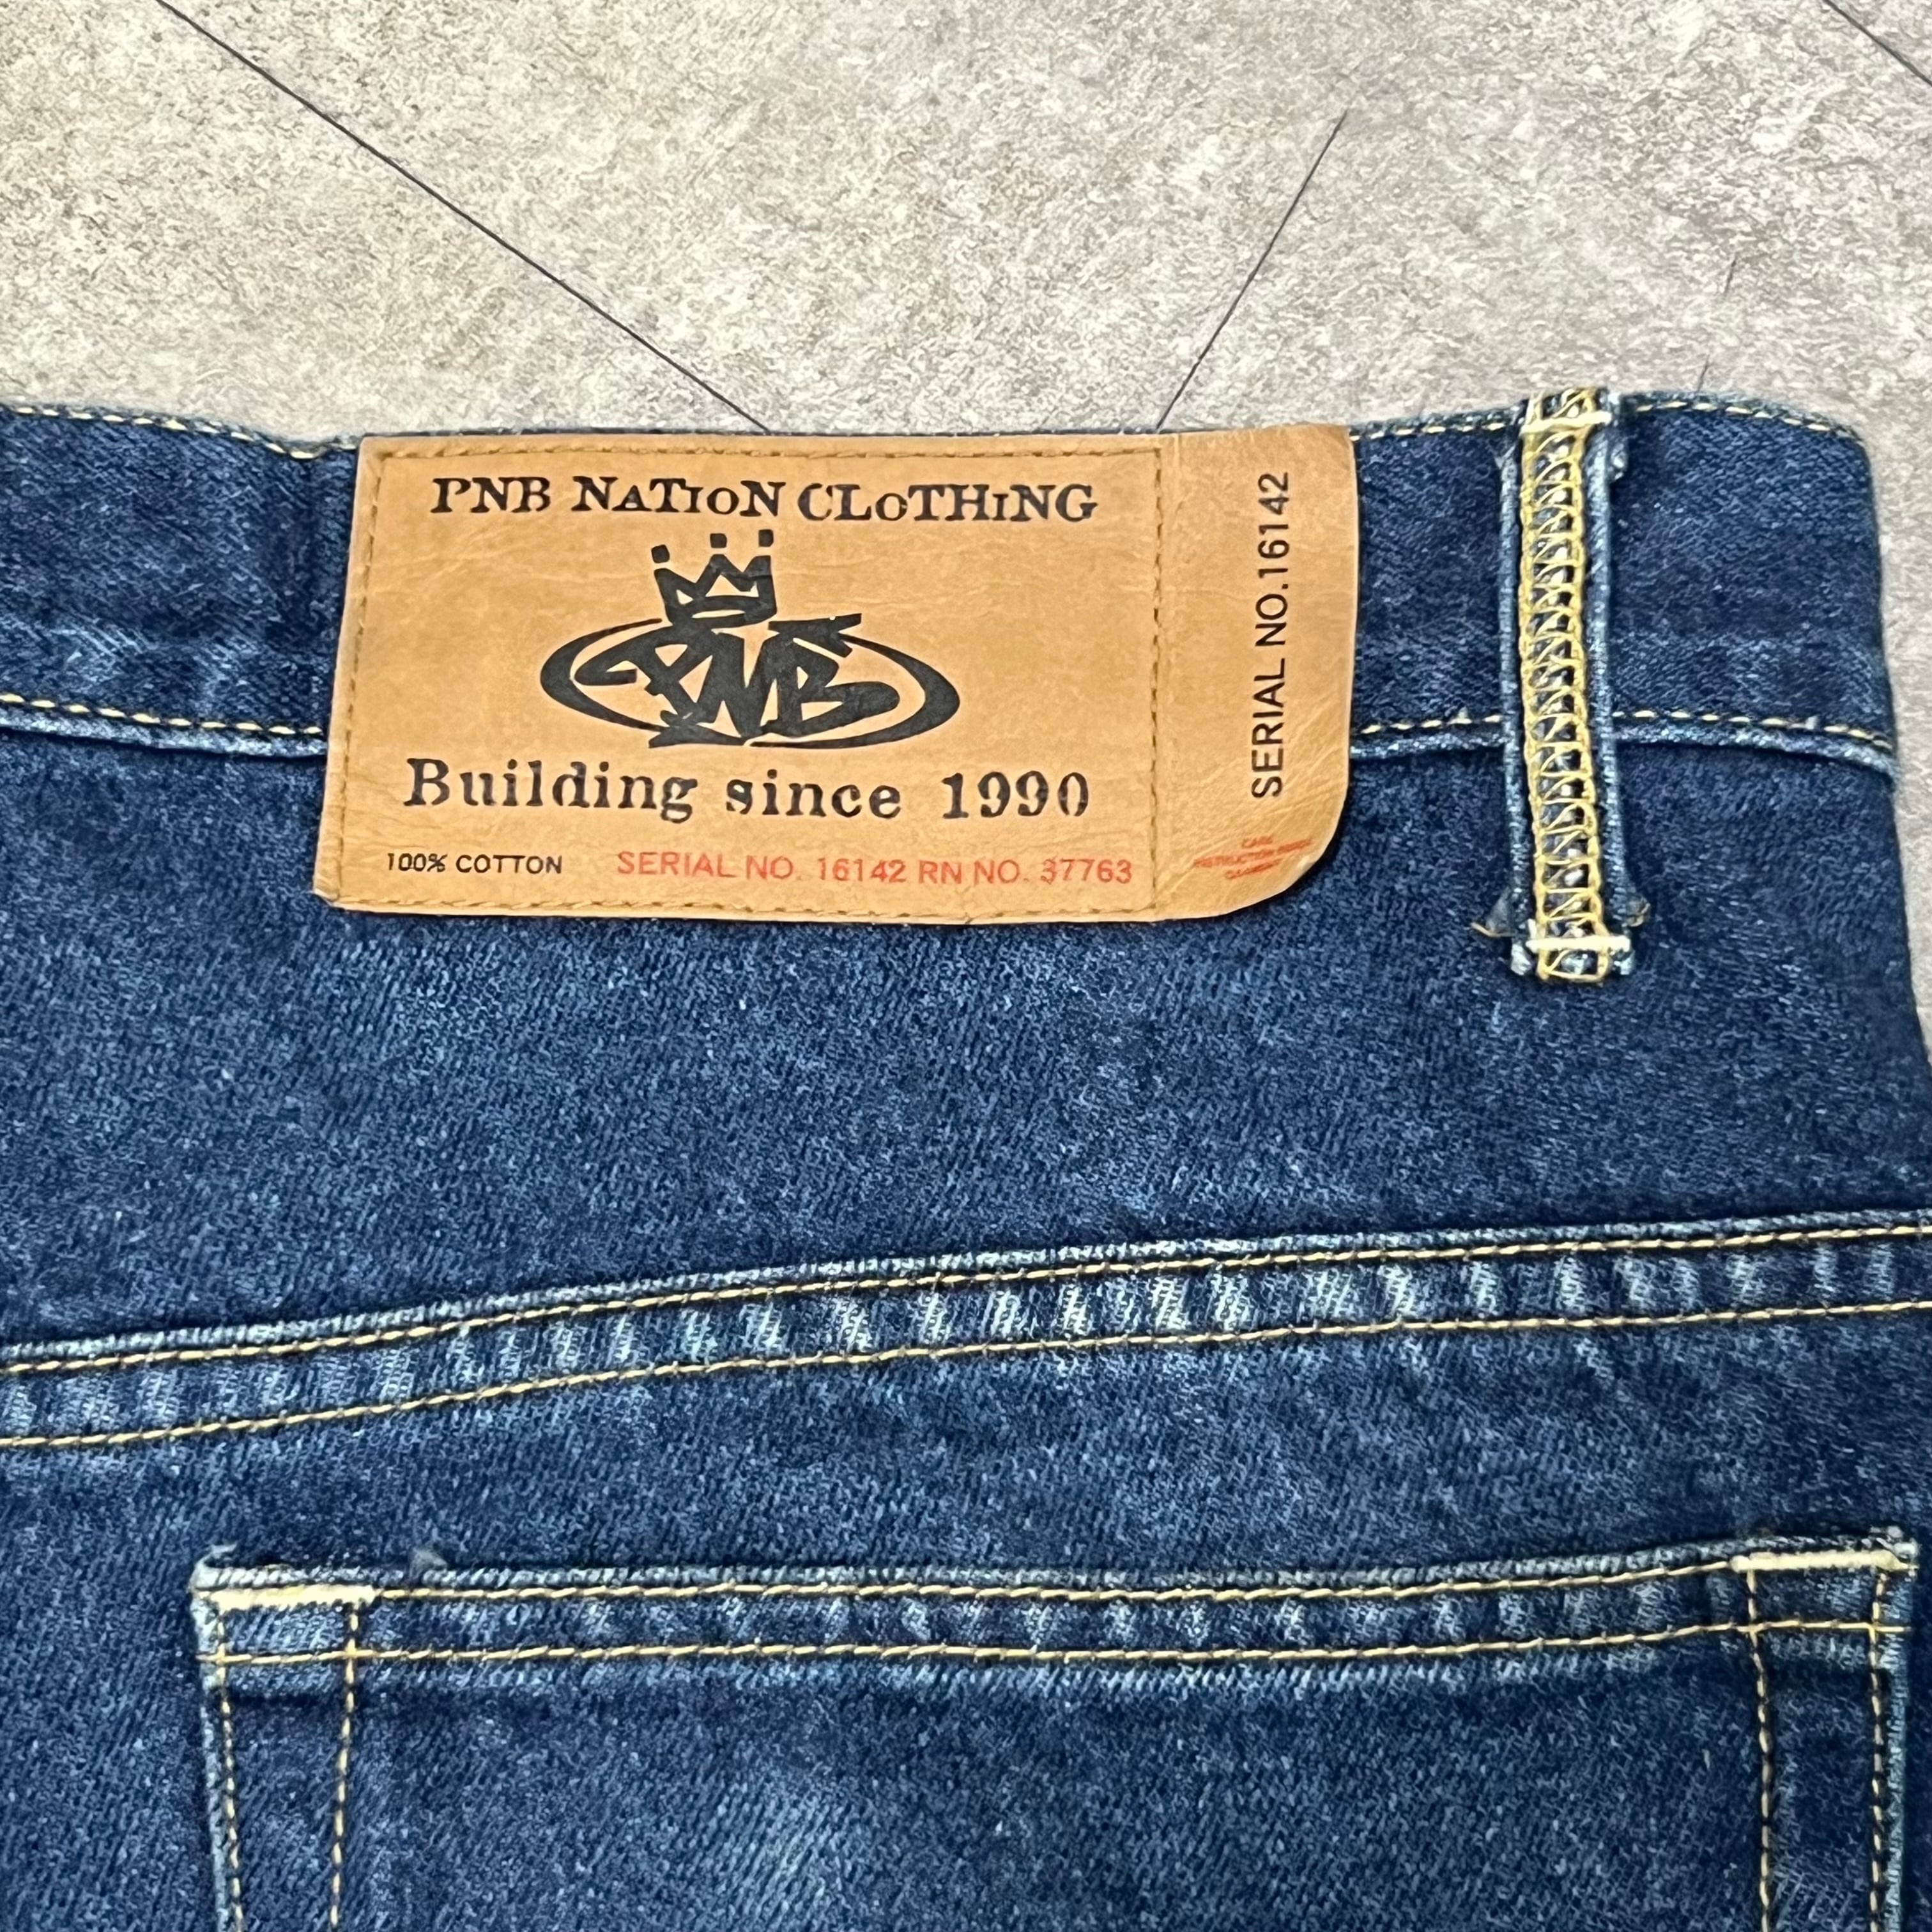 PNB NATION CLOTHING
PNB
Building since 1990
100% COTTON SERIAL NO. 16142 RN NO. 37763
SERIAL NO.16142